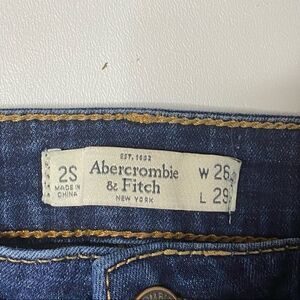 EST. 1892
2S
MADE IN
CHINA
Abercrombie
& Fitch
NEW YORK
W 26
L 29